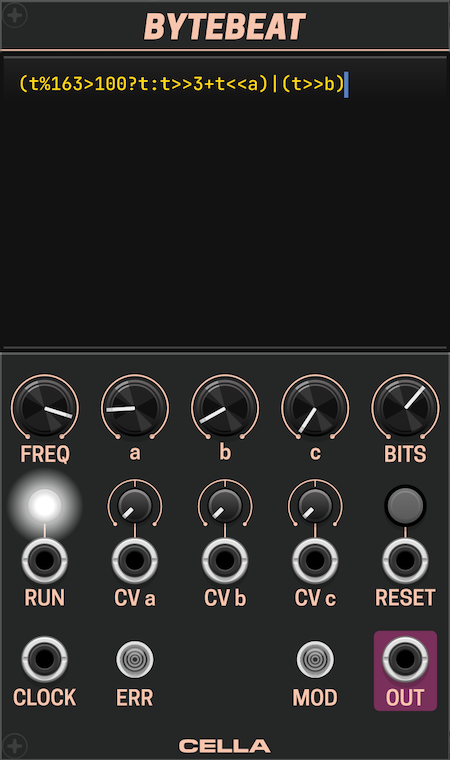 BYTEBEAT
(t%163>100?t:t>>3+t<<a)|(t>>b)
FREQ a b c BITS
RUN CV a CV b CV c RESET
CLOCK ERR MOD OUT
CELLA